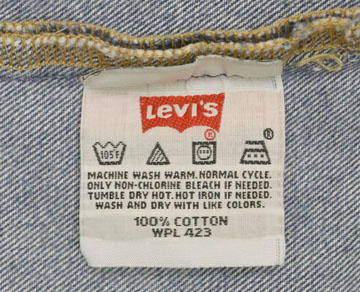 LEVI'S
®
105F
®
MACHINE WASH WARM. NORMAL CYCLE.
ONLY NON-CHLORINE BLEACH IF NEEDED.
TUMBLE DRY HOT. HOT IRON IF NEEDED.
WASH AND DRY WITH LIKE COLORS.
100% COTTON
WPL 423